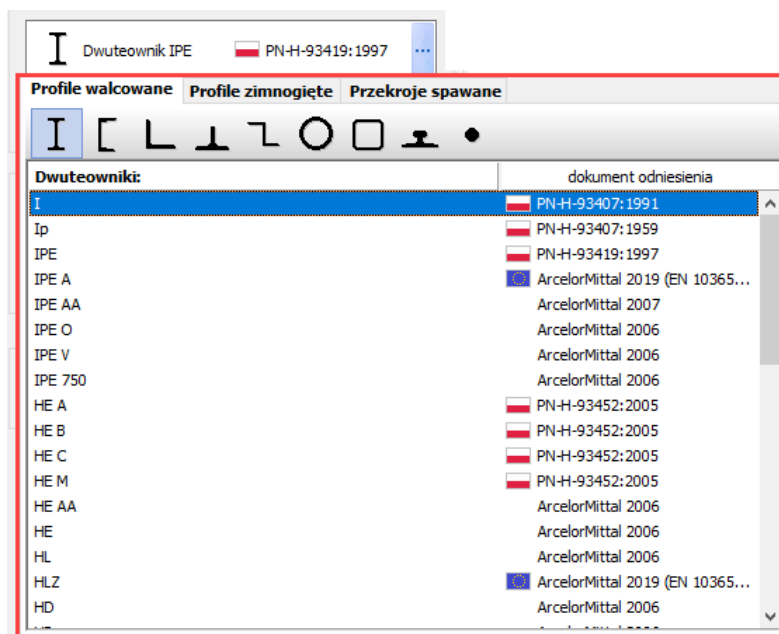 Dwuteownik IPE PN-H-93419:1997 ...
Profile walcowane Profile zimnogięte Przekroje spawane
Dwuteowniki: dokument odniesienia
I PN-H-93407:1991
Ip PN-H-93407:1959
IPE PN-H-93419:1997
IPE A ArcelorMittal 2019 (EN 10365...
IPE AA ArcelorMittal 2007
IPE O ArcelorMittal 2006
IPE V ArcelorMittal 2006
IPE 750 ArcelorMittal 2006
HE A PN-H-93452:2005
HE B PN-H-93452:2005
HE C PN-H-93452:2005
HE M PN-H-93452:2005
HE AA ArcelorMittal 2006
HE ArcelorMittal 2006
HL ArcelorMittal 2006
HLZ ArcelorMittal 2019 (EN 10365...
HD ArcelorMittal 2006